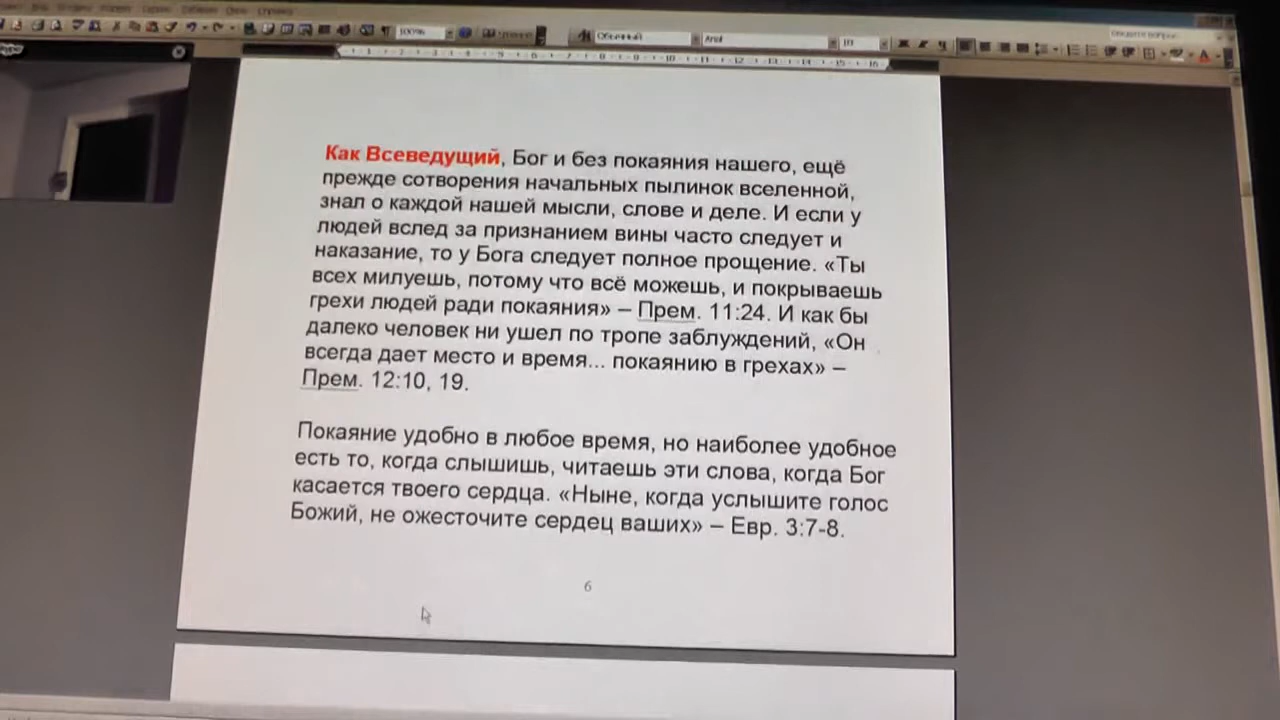 100%
Обычный
Arial
10
Как Всеведущий, Бог и без покаяния нашего, ещё
прежде сотворения начальных пылинок вселенной,
знал о каждой нашей мысли, слове и деле. И если у
людей вслед за признанием вины часто следует и
наказание, то у Бога следует полное прощение. «Ты
всех милуешь, потому что всё можешь, и покрываешь
грехи людей ради покаяния» – Прем. 11:24. И как бы
далеко человек ни ушел по тропе заблуждений, «Он
всегда дает место и время... покаянию в грехах» –
Прем. 12:10, 19.
Покаяние удобно в любое время, но наиболее удобное
есть то, когда слышишь, читаешь эти слова, когда Бог
касается твоего сердца. «Ныне, когда услышите голос
Божий, не ожесточите сердец ваших» – Евр. 3:7-8.
6